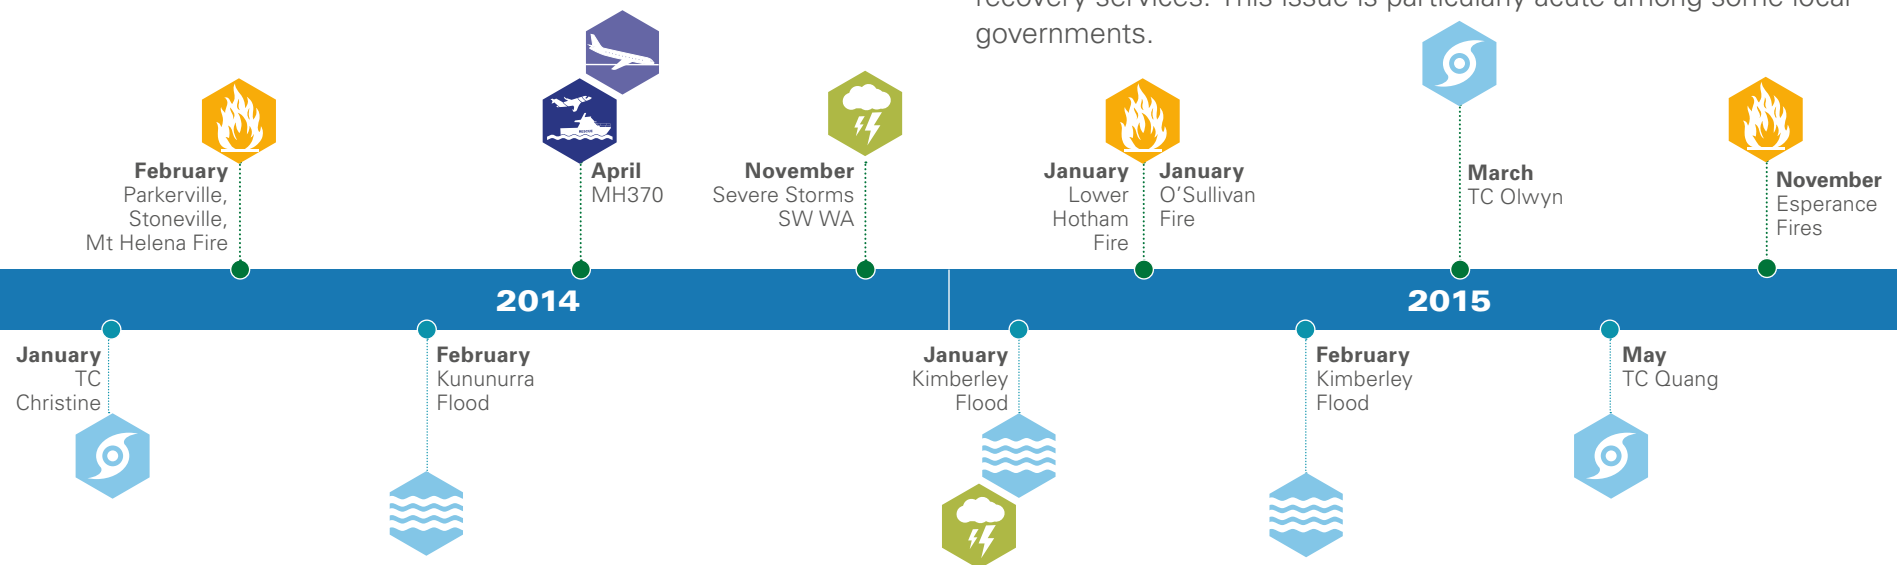 governments.
February
Parkerville,
Stoneville,
Mt Helena Fire
April
MH370
November
Severe Storms
SW WA
January
Lower
Hotham
Fire
January
O'Sullivan
Fire
March
TC Olwyn
November
Esperance
Fires
2014
2015
January
TC
Christine
February
Kununurra
Flood
January
Kimberley
Flood
February
Kimberley
Flood
May
TC Quang